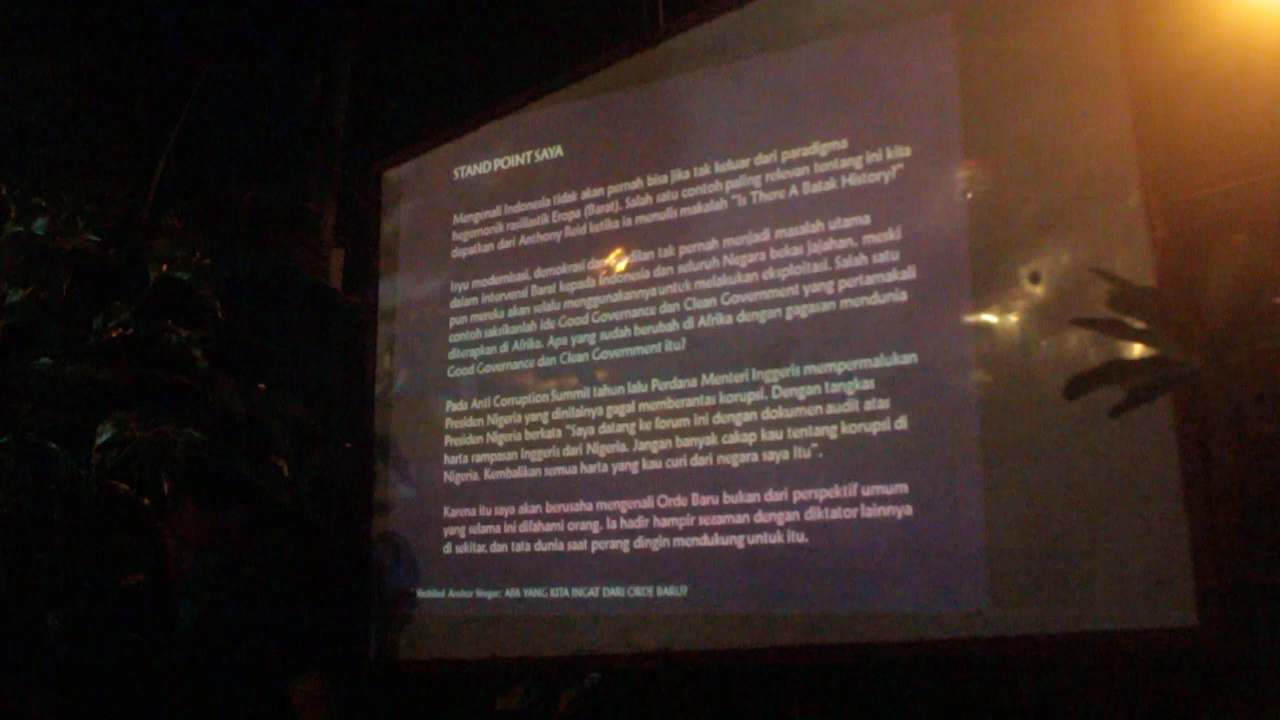 STAND POINT SAYA
Mengenali Indonesia tidak akan pernah bisa jika tak keluar dari paradigma
hegemonik rasilistik Eropa (Barat). Salah satu contoh paling relevan tentang ini kita
dapatkan dari Anthony Reid ketika ia menulis makalah "Is There A Batak History?"
Isyu modernisasi, demokrasi dan tak pernah menjadi masalah utama
dalam intervensi Barat kepada Indonesia dan seluruh Negara bekas jajahan, meski
pun mereka akan selalu menggunakannya untuk melakukan eksploitasi. Salah satu
contoh saksikanlah ide Good Governance dan Clean Government yang pertamakali
diterapkan di Afrika. Apa yang sudah berubah di Afrika dengan gagasan mendunia
Good Governance dan Clean Government itu?
Pada Anti Corruption Summit tahun lalu Perdana Menteri Inggeris mempermalukan
Presiden Nigeria yang dinilainya gagal memberantas korupsi. Dengan tangkas
Presiden Nigeria berkata "Saya datang ke forum ini dengan dokumen audit atas
harta rampasan Inggeris dari Nigeria. Jangan banyak cakap kau tentang korupsi di
Nigeria. Kembalikan semua harta yang kau curi dari negara saya itu".
Karena itu saya akan berusaha mengenali Orde Baru bukan dari perspektif umum
yang selama ini difahami orang. Ia hadir hampir sezaman dengan diktator lainnya
di sekitar, dan tata dunia saat perang dingin mendukung untuk itu.
Anshor Siregar: APA YANG KITA INGAT DARI ORDE BARU?